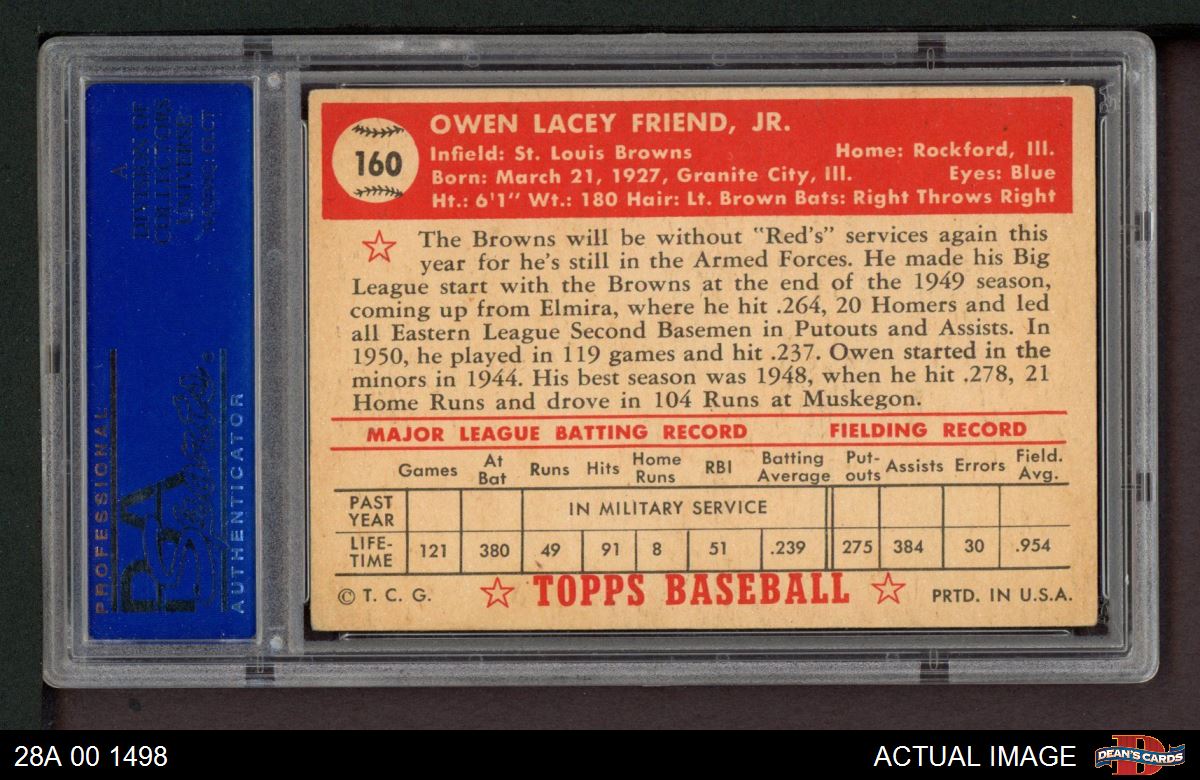 A
DIVISION OF
COLLECTORS
UNIVERSE
NASDAQ: CLCT
PROFESSIONAL
PSA
Sports
AUTHENTICATOR
160
OWEN LACEY FRIEND, JR.
Infield: St. Louis Browns Home: Rockford, Ill.
Born: March 21, 1927, Granite City, Ill. Eyes: Blue
Ht.: 6'1" Wt.: 180 Hair: Lt. Brown Bats: Right Throws Right
The Browns will be without "Red's" services again this
year for he's still in the Armed Forces. He made his Big
League start with the Browns at the end of the 1949 season,
coming up from Elmira, where he hit .264, 20 Homers and led
all Eastern League Second Basemen in Putouts and Assists. In
1950, he played in 119 games and hit .237. Owen started in the
minors in 1944. His best season was 1948, when he hit .278, 21
Home Runs and drove in 104 Runs at Muskegon.
MAJOR LEAGUE BATTING RECORD FIELDING RECORD
Games At Bat Runs Hits Home Runs RBI Batting Average Put-outs Assists Errors Field. Avg.
PAST YEAR IN MILITARY SERVICE
LIFE-TIME 121 380 49 91 8 51 .239 275 384 30 .954
© T. C. G. TOPPS BASEBALL PRTD. IN U.S.A.
28A 00 1498 ACTUAL IMAGE DEAN'S CARDS